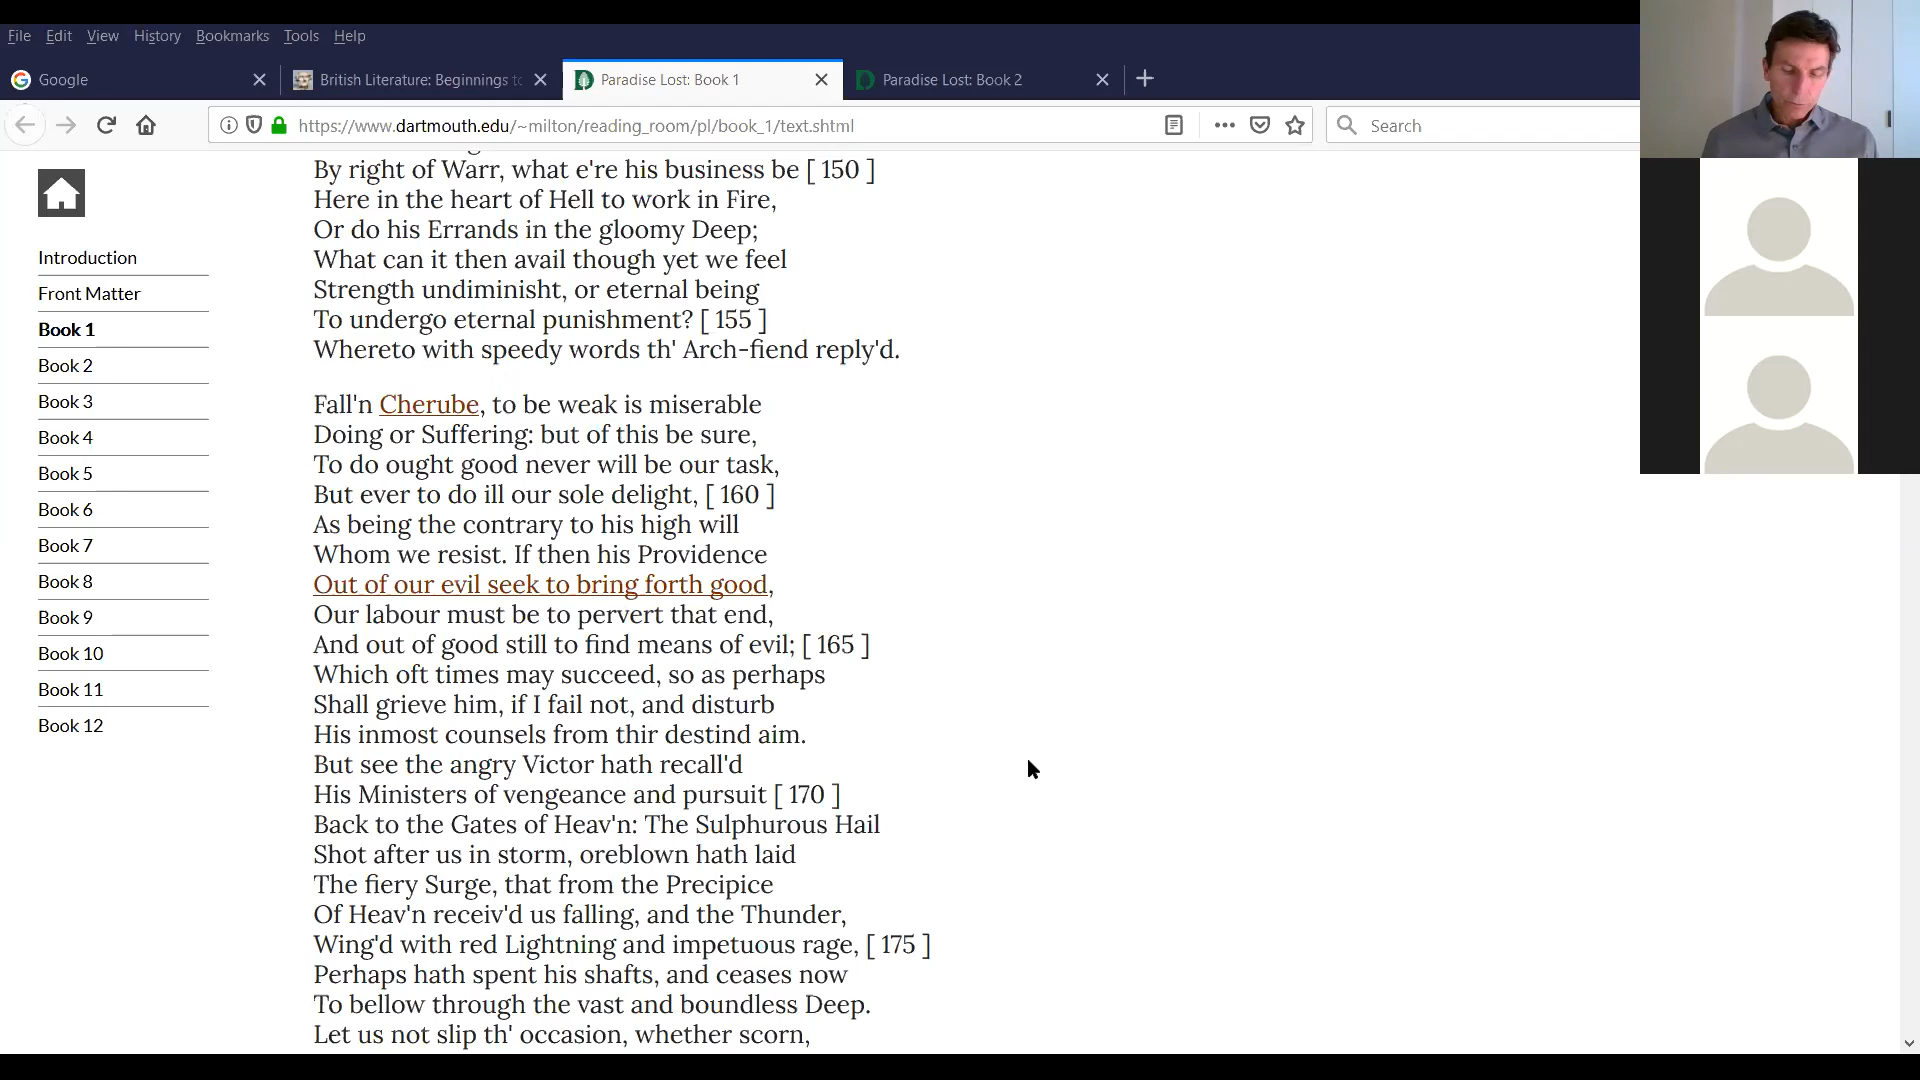 File Edit View History Bookmarks Tools Help
Google
British Literature: Beginnings to
Paradise Lost: Book 1
Paradise Lost: Book 2
https://www.dartmouth.edu/~milton/reading_room/pl/book_1/text.shtml
Search
Introduction
Front Matter
Book 1
Book 2
Book 3
Book 4
Book 5
Book 6
Book 7
Book 8
Book 9
Book 10
Book 11
Book 12
By right of Warr, what e're his business be [ 150 ]
Here in the heart of Hell to work in Fire,
Or do his Errands in the gloomy Deep;
What can it then avail though yet we feel
Strength undiminisht, or eternal being
To undergo eternal punishment? [ 155 ]
Whereto with speedy words th' Arch-fiend reply'd.
Fall'n Cherube, to be weak is miserable
Doing or Suffering: but of this be sure,
To do ought good never will be our task,
But ever to do ill our sole delight, [ 160 ]
As being the contrary to his high will
Whom we resist. If then his Providence
Out of our evil seek to bring forth good,
Our labour must be to pervert that end,
And out of good still to find means of evil; [ 165 ]
Which oft times may succeed, so as perhaps
Shall grieve him, if I fail not, and disturb
His inmost counsels from thir destind aim.
But see the angry Victor hath recall'd
His Ministers of vengeance and pursuit [ 170 ]
Back to the Gates of Heav'n: The Sulphurous Hail
Shot after us in storm, oreblown hath laid
The fiery Surge, that from the Precipice
Of Heav'n receiv'd us falling, and the Thunder,
Wing'd with red Lightning and impetuous rage, [ 175 ]
Perhaps hath spent his shafts, and ceases now
To bellow through the vast and boundless Deep.
Let us not slip th' occasion, whether scorn,